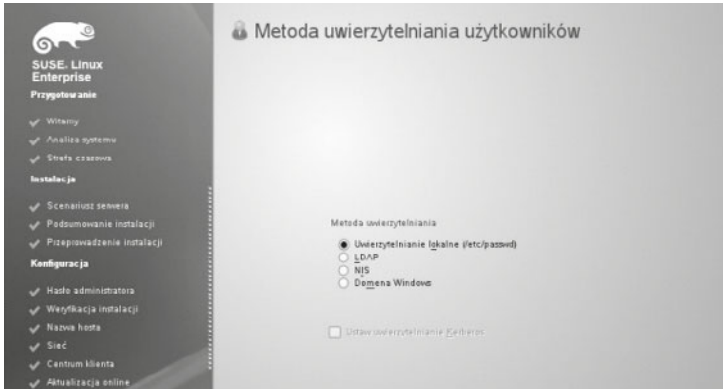 SUSE. Linux
Enterprise
Przygotowanie
Witamy
Analiza systemu
Strefa czasowa
Instalacja
Scenariusz serwera
Podsumowanie instalacji
Przeprowadzenie instalacji
Konfiguracja
Hasło administratora
Weryfikacja instalacji
Nazwa hosta
Sieć
Centrum klienta
Aktualizacja online
Metoda uwierzytelniania użytkowników
Metoda uwierzytelniania
Uwierzytelnianie lokalne (/etc/passwd)
LDAP
NIS
Domena Windows
Ustaw uwierzytelnianie Kerberos